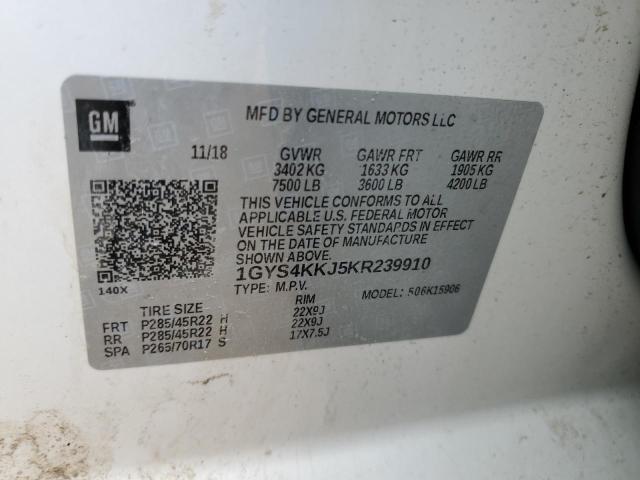 GM
MFD BY GENERAL MOTORS LLC
11/18 GVWR GAWR FRT GAWR RR
3402 KG 1633 KG 1905 KG
7500 LB 3600 LB 4200 LB
THIS VEHICLE CONFORMS TO ALL
APPLICABLE U.S. FEDERAL MOTOR
VEHICLE SAFETY STANDARDS IN EFFECT
ON THE DATE OF MANUFACTURE
SHOWN ABOVE.
1GYS4KKJ5KR239910
140X
TYPE: M.P.V. MODEL: 506K15906
TIRE SIZE RIM
FRT P285/45R22 H 22X9J
RR P285/45R22 H 22X9J
SPA P265/70R17 S 17X7.5J